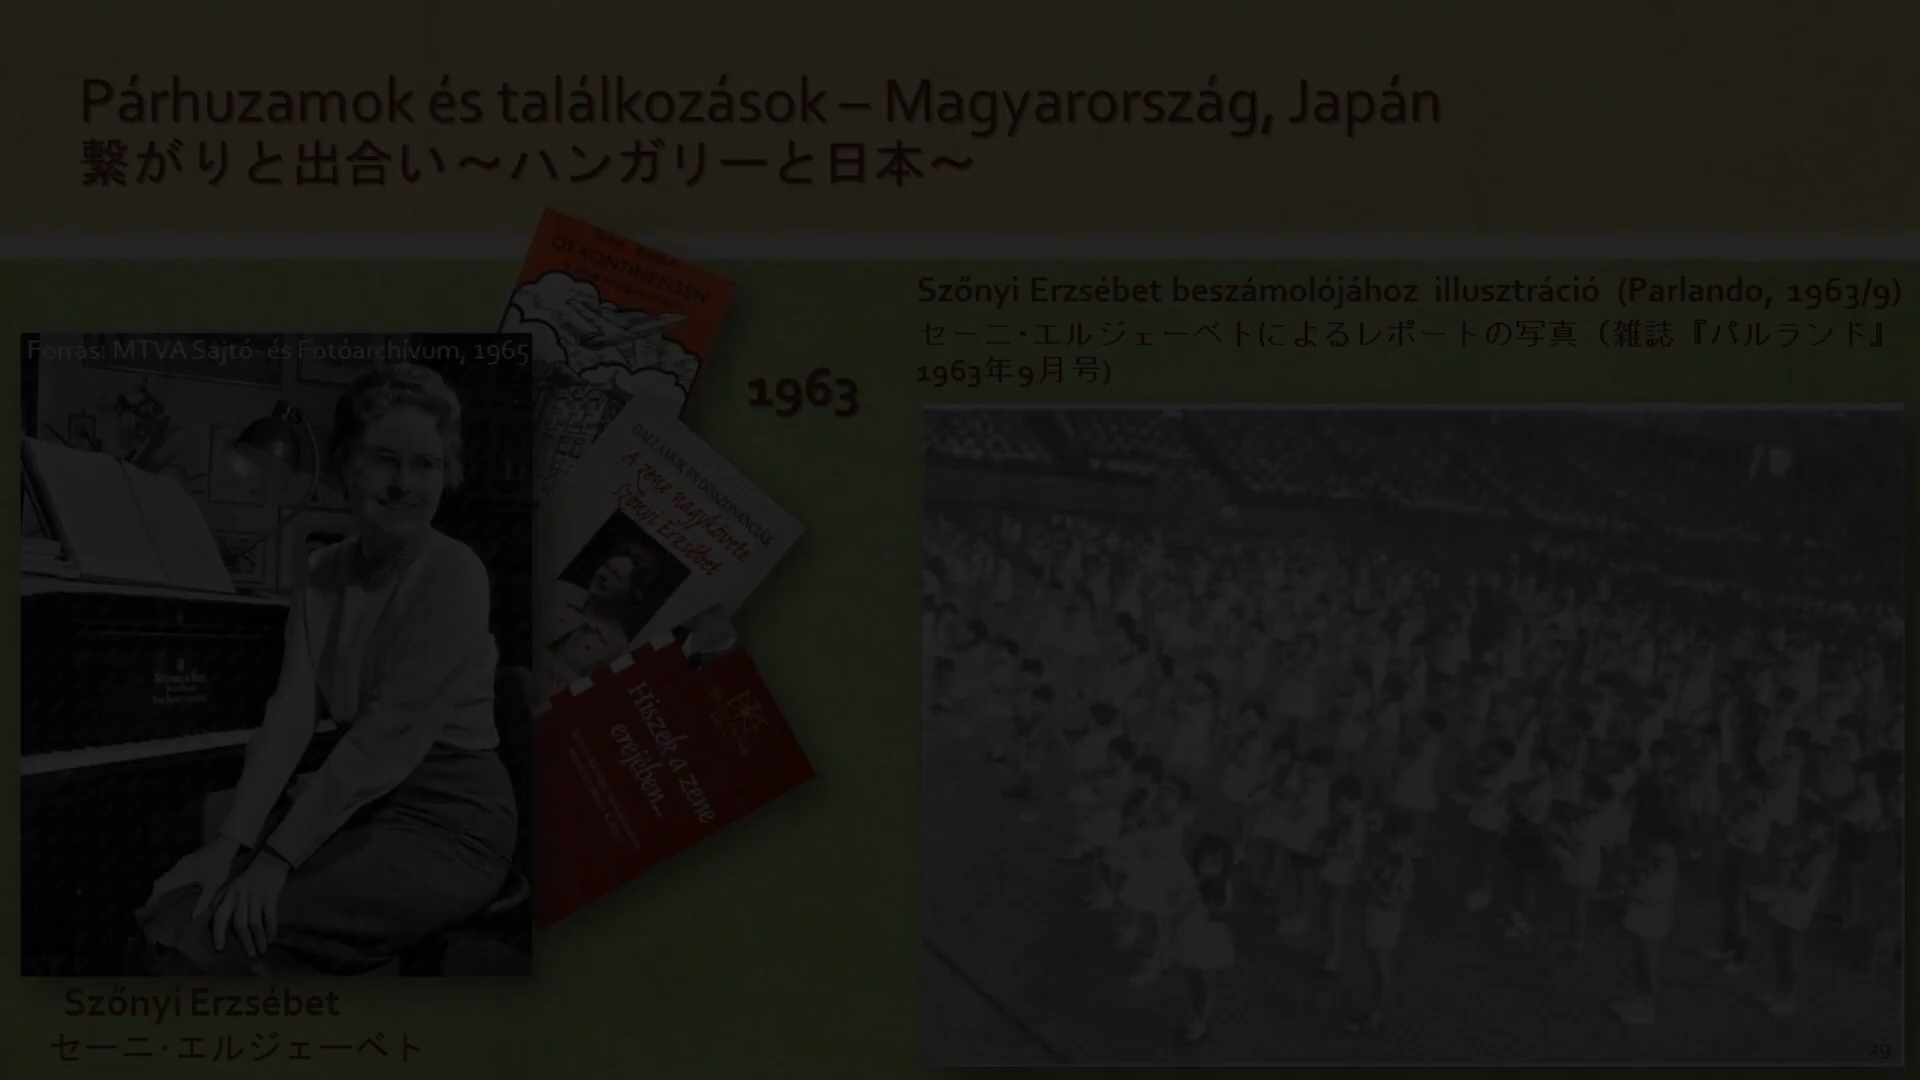 Párhuzamok és találkozások – Magyarország, Japán
繋がりと出合い～ハンガリーと日本～
Forrás: MTVA Sajtó- és Fotóarchívum, 1965
Szőnyi Erzsébet
セーニ・エルジェーベト
ÖT KONTINENSEN
DALLAMOK ÉS DISSZONANCIÁK
A zene nagykövete
Szőnyi Erzsébet
Hiszek a zene
erejében...
1963
Szőnyi Erzsébet beszámolójához illusztráció (Parlando, 1963/9)
セーニ・エルジェーベトによるレポートの写真（雑誌『パルランド』
1963年9月号)
29